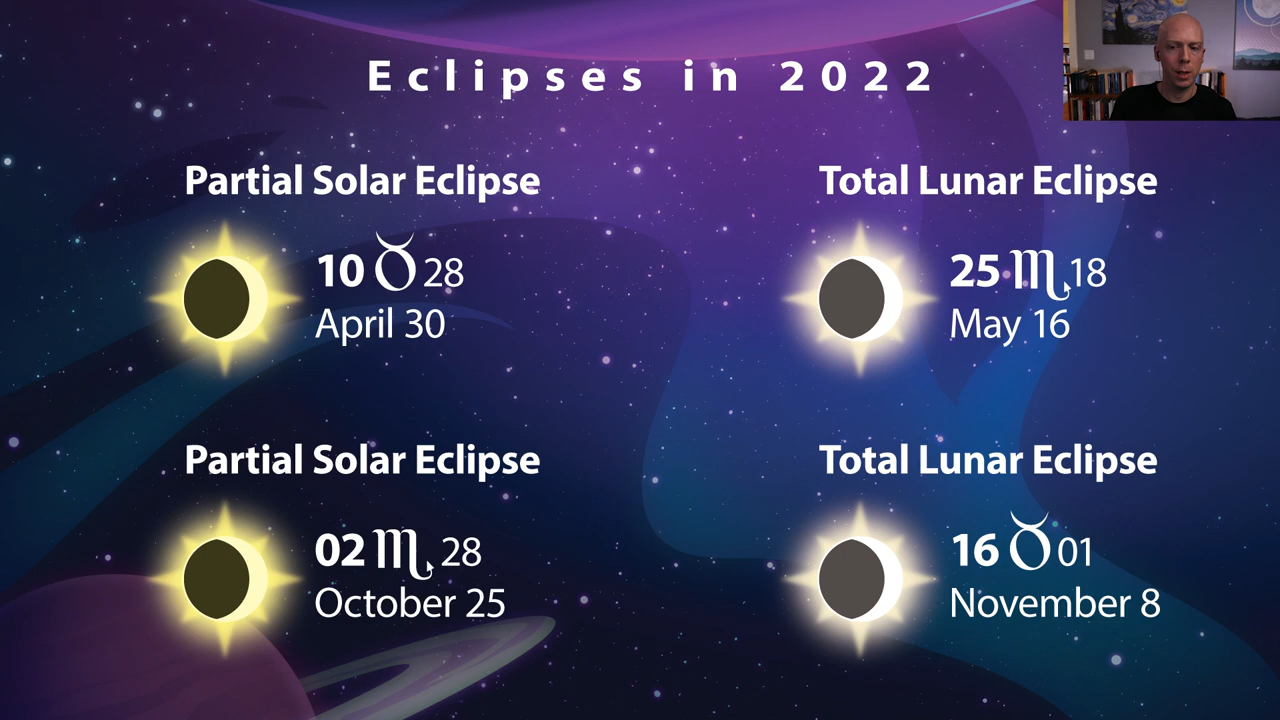 Eclipses in 2022
Partial Solar Eclipse
10 ♉ 28
April 30
Total Lunar Eclipse
25 ♏ 18
May 16
Partial Solar Eclipse
02 ♏ 28
October 25
Total Lunar Eclipse
16 ♉ 01
November 8